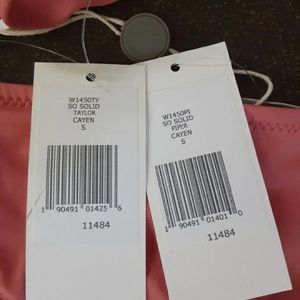 W1450TY
SO SOLID
TAYLOR
CAYEN
S
1 90491 01425 6
11484
W1450PI
SO SOLID
PIPER
CAYEN
S
1 90491 01401 0
11484